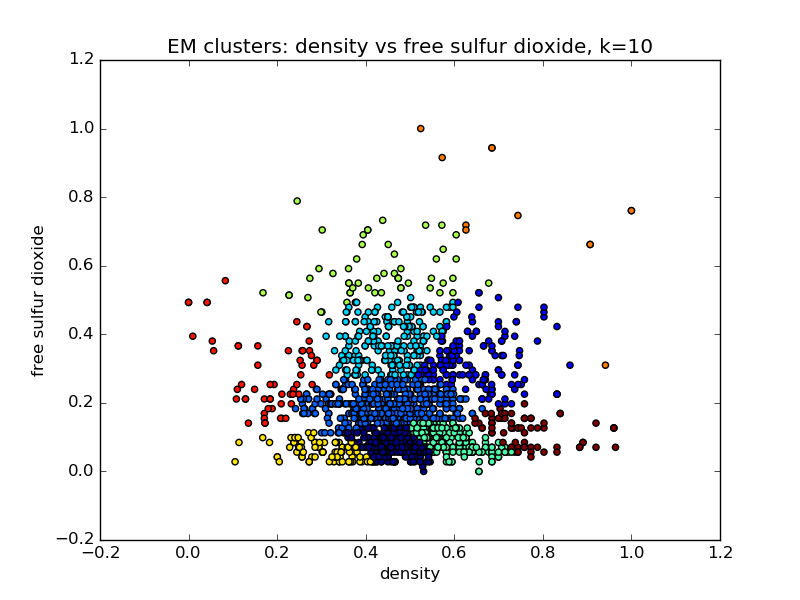 EM clusters: density vs free sulfur dioxide, k=10
1.2
1.0
0.8
0.6
0.4
0.2
0.0
−0.2
free sulfur dioxide
−0.2 0.0 0.2 0.4 0.6 0.8 1.0 1.2
density